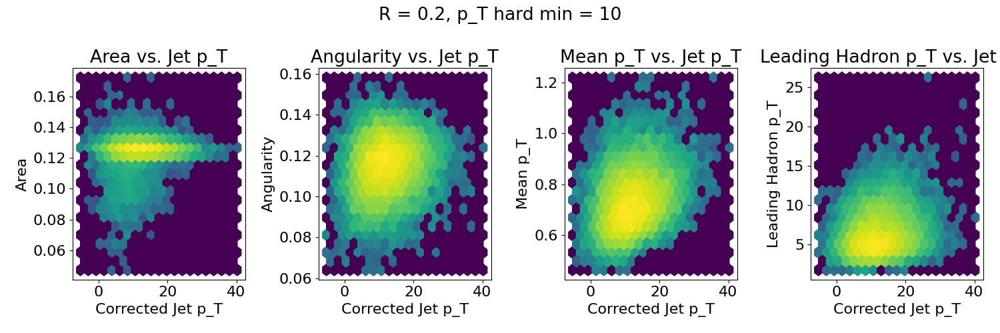 R = 0.2, p_T hard min = 10
Area vs. Jet p_T
0.16
0.14
0.12
0.10
0.08
0.06
Area
0
20
40
Corrected Jet p_T
Angularity vs. Jet p_T
0.16
0.14
0.12
0.10
0.08
0.06
Angularity
0
20
40
Corrected Jet p_T
Mean p_T vs. Jet p_T
1.2
1.0
0.8
0.6
Mean p_T
0
20
40
Corrected Jet p_T
Leading Hadron p_T vs. Jet
25
20
15
10
5
Leading Hadron p_T
0
20
40
Corrected Jet p_T